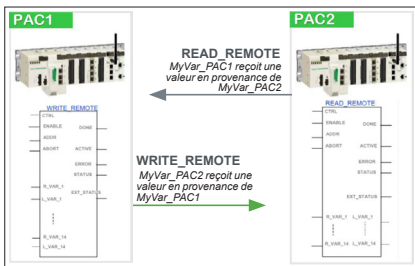 PAC1
PAC2
READ_REMOTE
MyVar_PAC1 reçoit une
valeur en provenance de
MyVar_PAC2
WRITE_REMOTE
CTRL
ENABLE DONE
ADDR
ABORT ACTIVE
ERROR
STATUS
R_VAR_1 EXT_STATUS
L_VAR_1
R_VAR_14
L_VAR_14
WRITE_REMOTE
MyVar_PAC2 reçoit une
valeur en provenance de
MyVar_PAC1
READ_REMOTE
CTRL
ENABLE DONE
ADDR
ABORT ACTIVE
ERROR
STATUS
EXT_STATUS
R_VAR_1 L_VAR_1
R_VAR_14 L_VAR_14